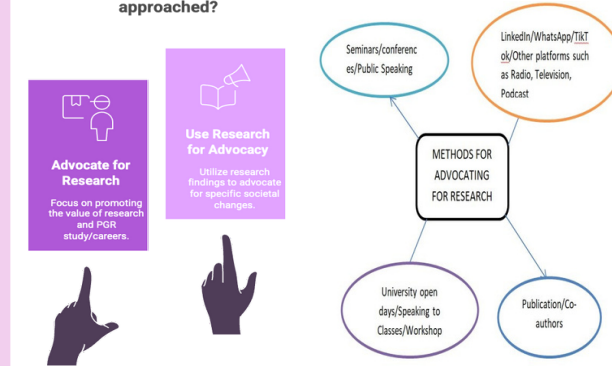 approached?
Advocate for
Research
Focus on promoting
the value of research
and PGR
study/careers.
Use Research
for Advocacy
Utilize research
findings to advocate
for specific societal
changes.
Seminars/conferenc
es/Public Speaking
LinkedIn/WhatsApp/TikT
ok/Other platforms such
as Radio, Television,
Podcast
METHODS FOR
ADVOCATING
FOR RESEARCH
University open
days/Speaking to
Classes/Workshop
Publication/Co-
authors